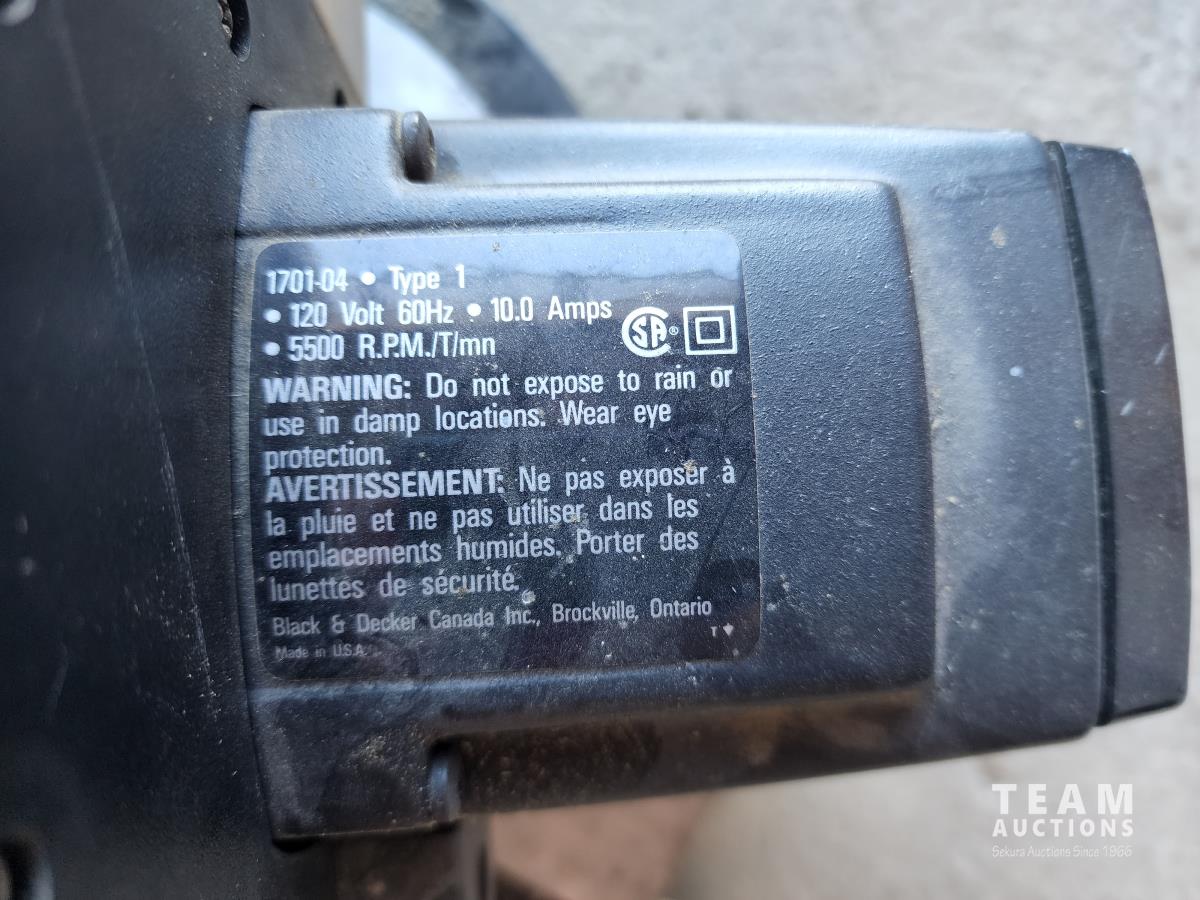 1701-04 • Type 1
• 120 Volt 60Hz • 10.0 Amps
• 5500 R.P.M./T/mn
SA®
WARNING: Do not expose to rain or
use in damp locations. Wear eye
protection.
AVERTISSEMENT: Ne pas exposer à
la pluie et ne pas utiliser dans les
emplacements humides. Porter des
lunettes de sécurité.
Black & Decker Canada Inc., Brockville, Ontario
T
Made in U.S.A.
TEAM
AUCTIONS
Sekura Auctions Since 1966